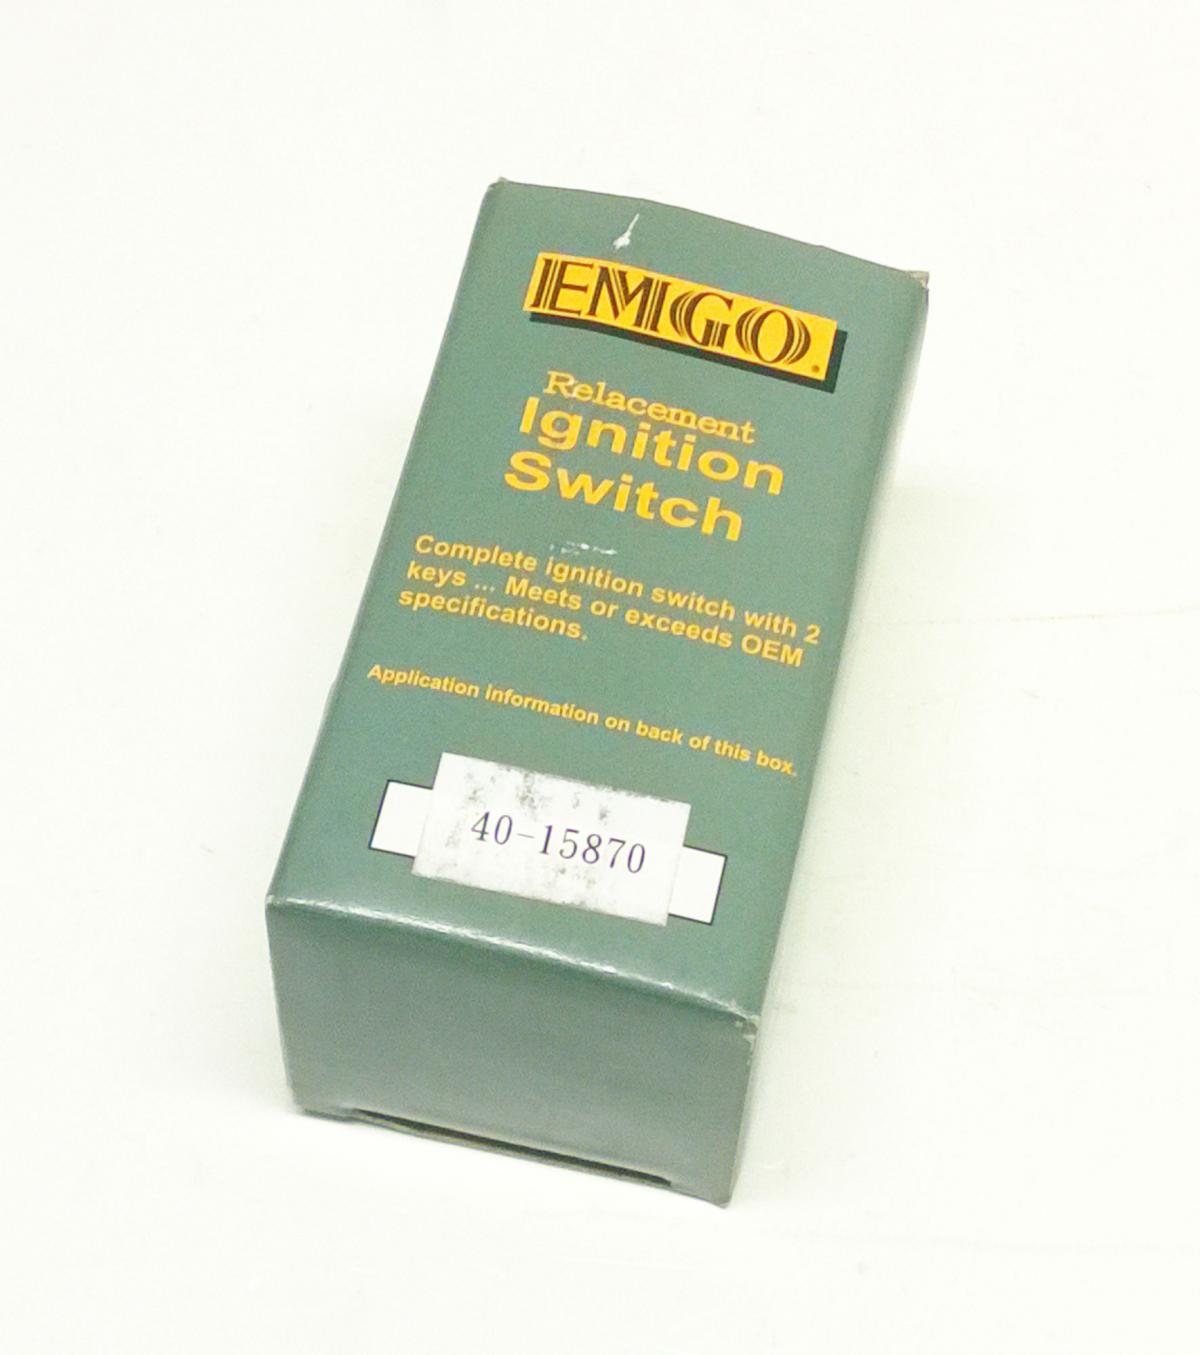 EMGO.
Relacement
Ignition
Switch
Complete ignition switch with 2
keys ... Meets or exceeds OEM
specifications.
Application information on back of this box.
40-15870